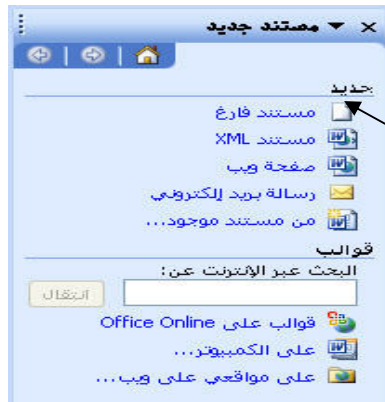 مستند جديد
جديد
مستند فارغ
مستند XML
صفحة ويب
رسالة بريد إلكتروني
من مستند موجود...
قوالب
البحث عبر الإنترنت عن:
انتقال
قوالب على Office Online
على الكمبيوتر...
على مواقعي على ويب...